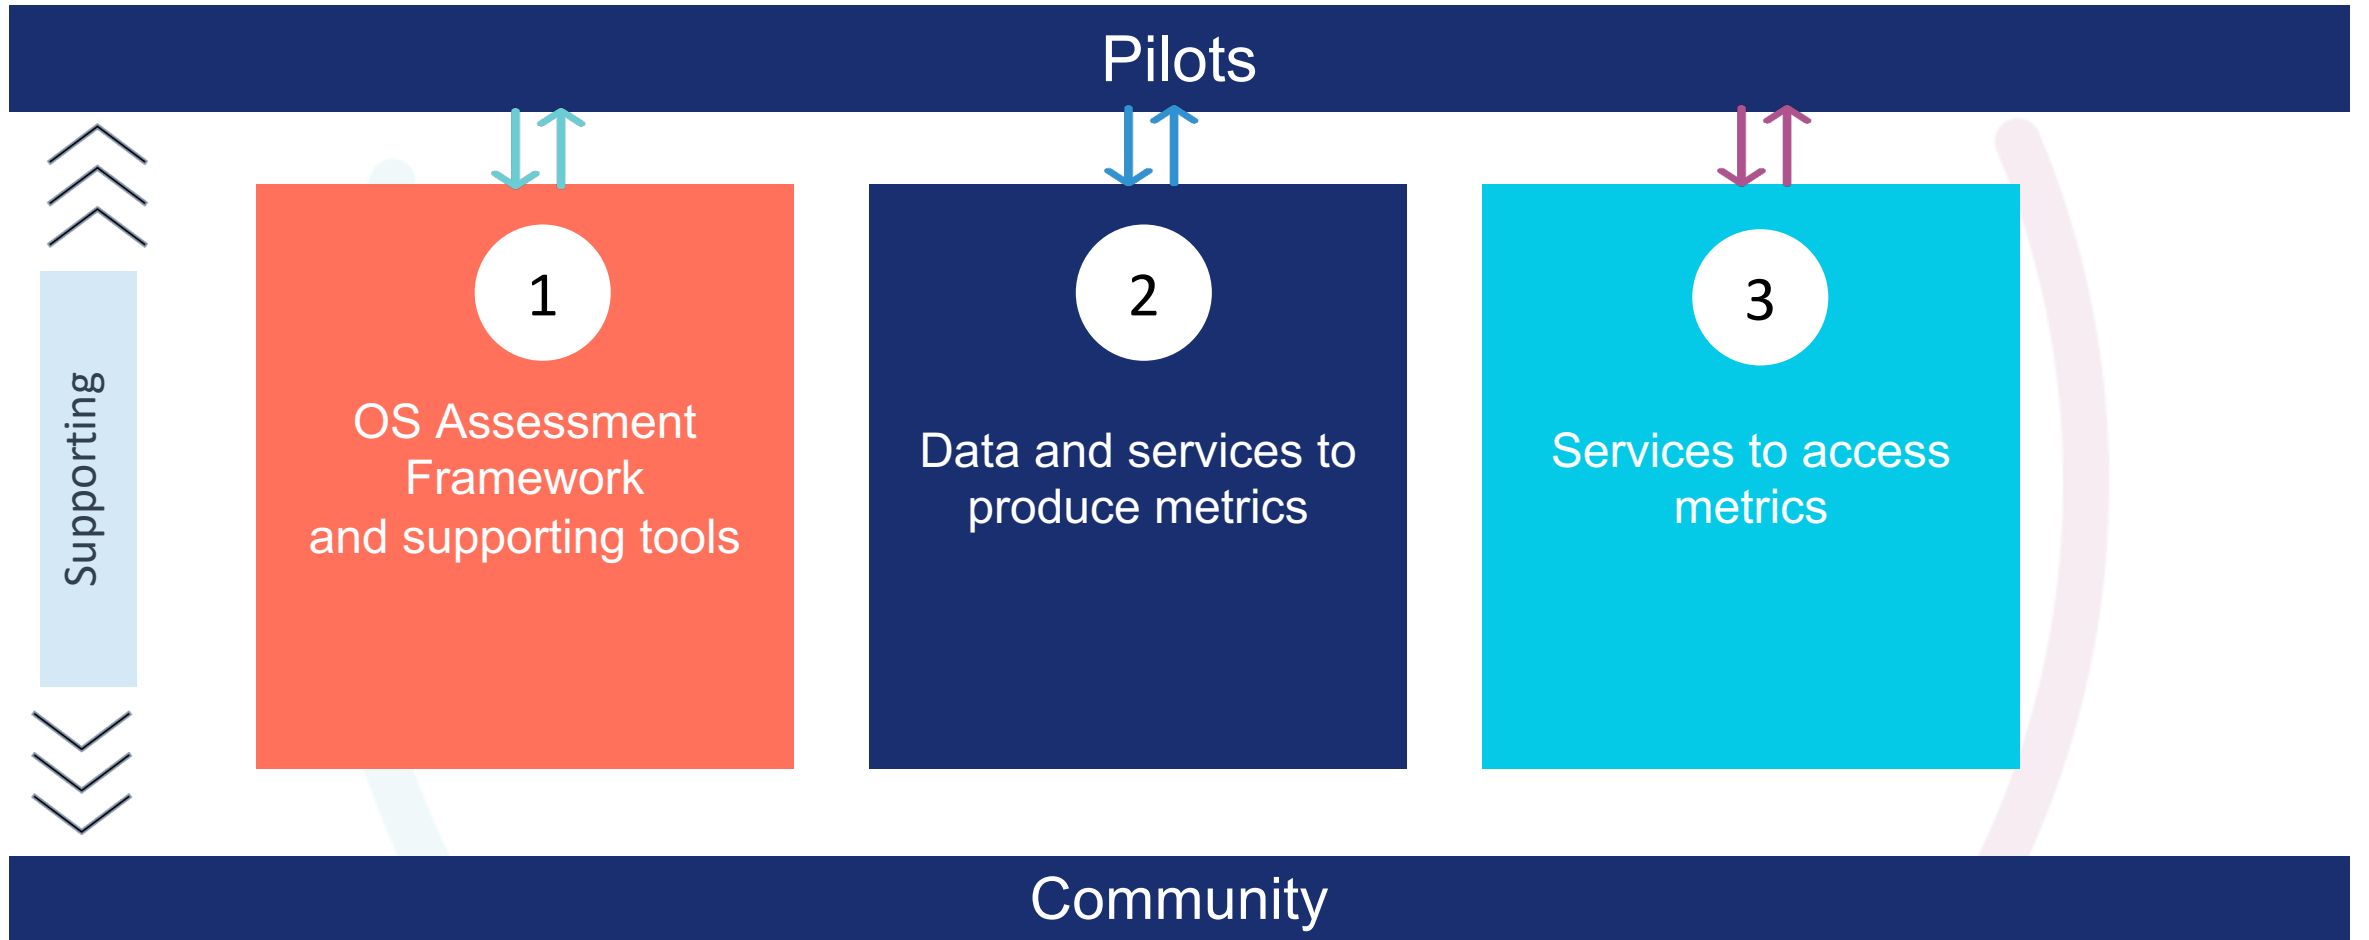 Pilots
Supporting
1
OS Assessment
Framework
and supporting tools
2
Data and services to
produce metrics
3
Services to access
metrics
Community